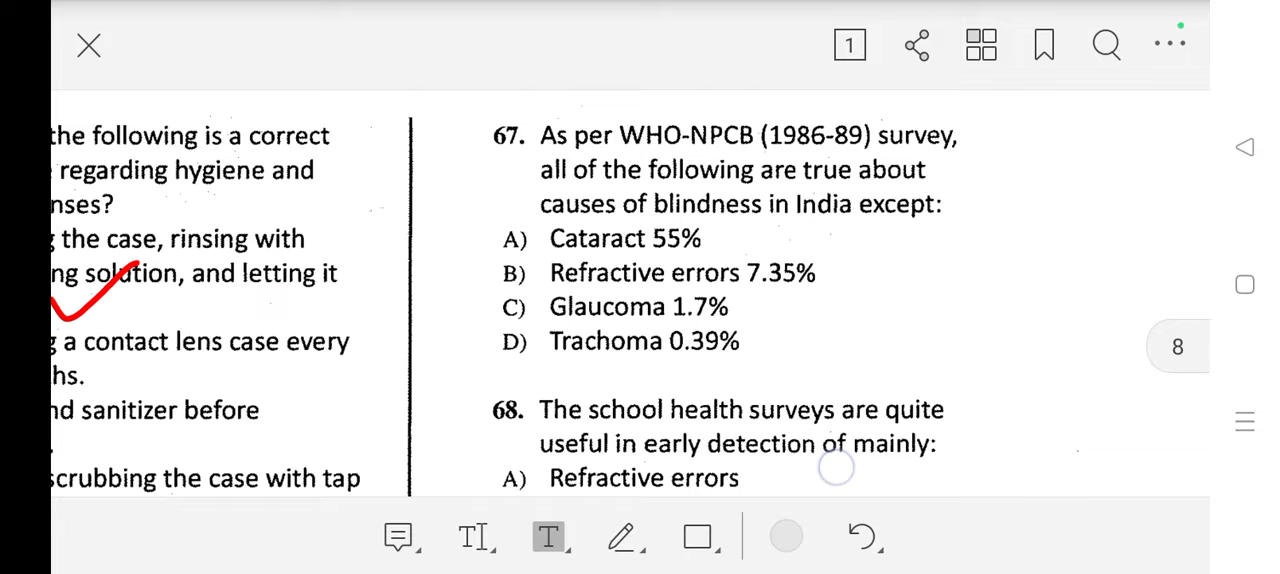 1
the following is a correct
regarding hygiene and
nses?
the case, rinsing with
ng solution, and letting it
a contact lens case every
hs.
nd sanitizer before
scrubbing the case with tap
67. As per WHO-NPCB (1986-89) survey,
all of the following are true about
causes of blindness in India except:
A) Cataract 55%
B) Refractive errors 7.35%
C) Glaucoma 1.7%
D) Trachoma 0.39%
68. The school health surveys are quite
useful in early detection of mainly:
A) Refractive errors
8
TI
T